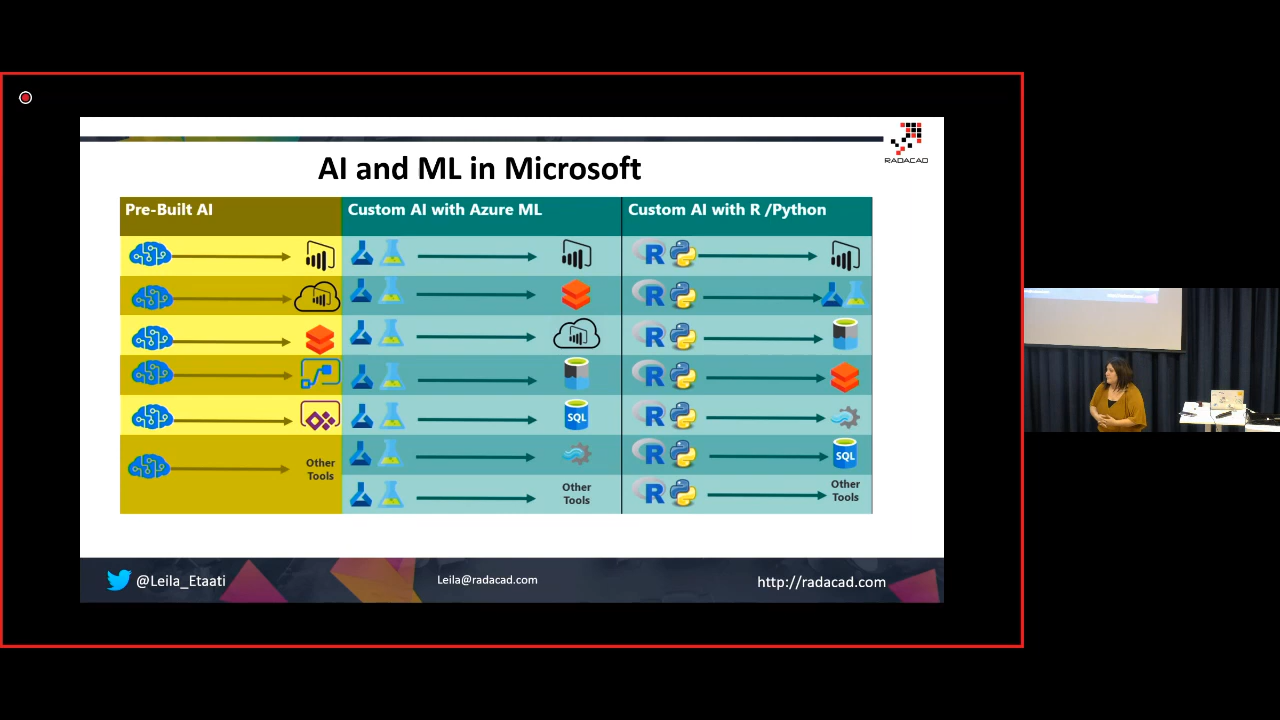 RADACAD
AI and ML in Microsoft
Pre-Built AI
Custom AI with Azure ML
Custom AI with R /Python
R
R
R
SQL
R
R
Other
Tools
R
SQL
Other
Tools
R
Other
Tools
@Leila_Etaati
Leila@radacad.com
http://radacad.com